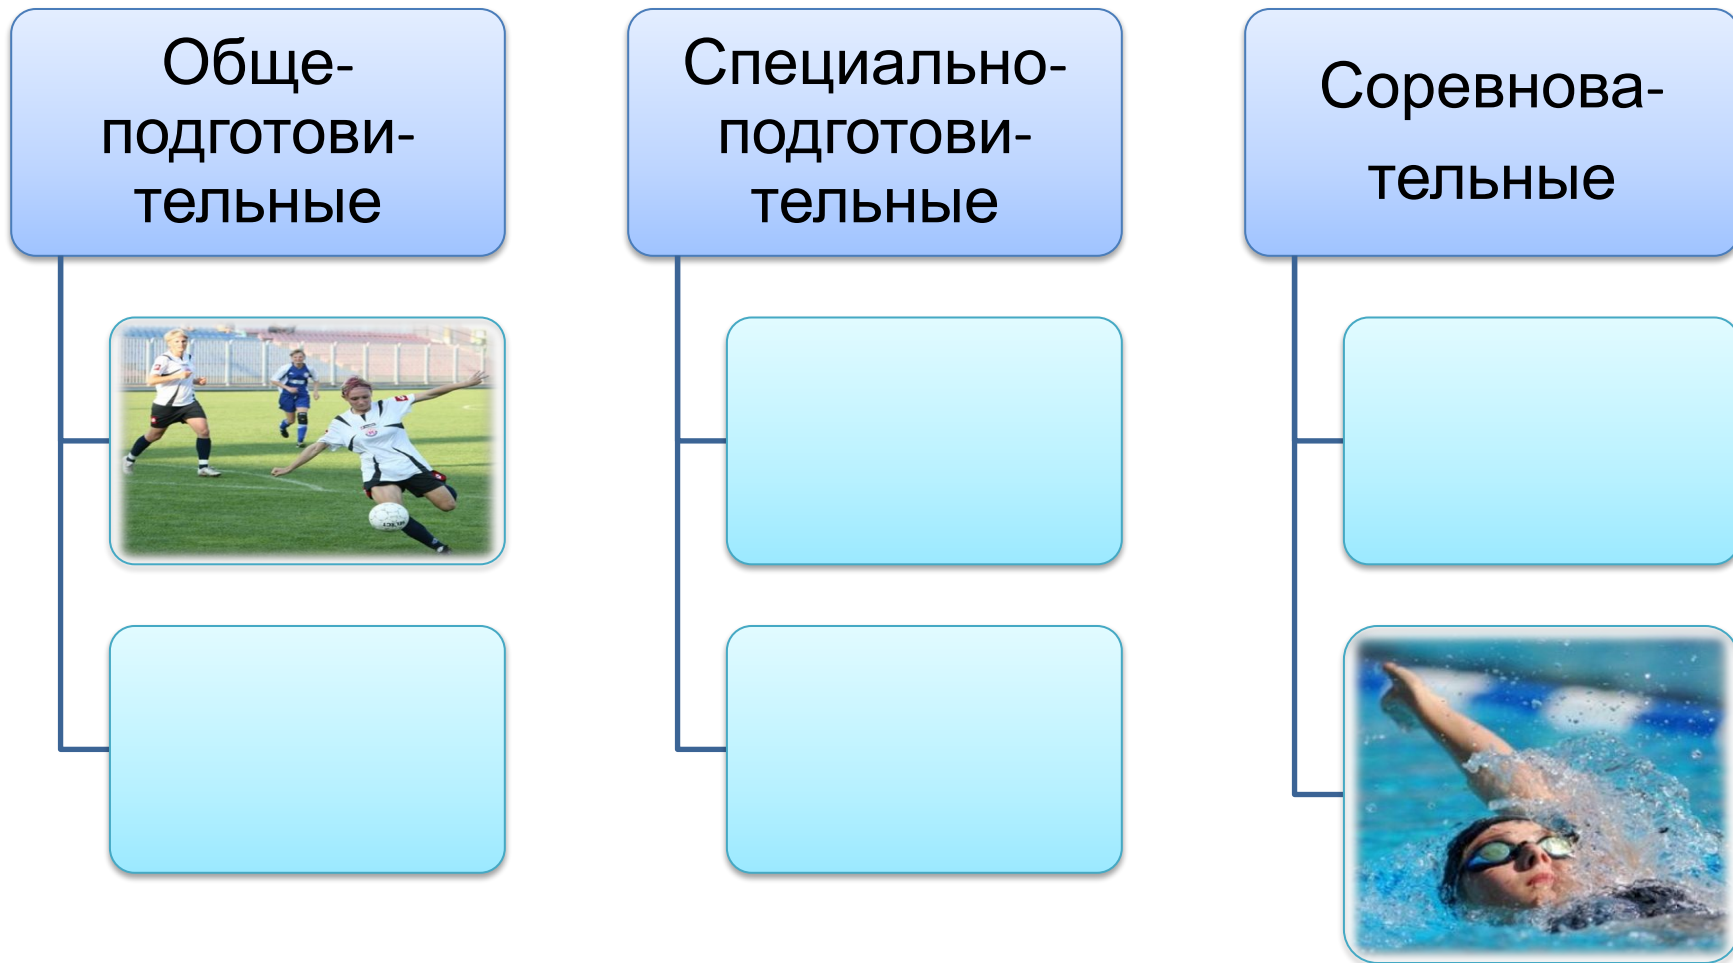 Обще-
подготови-
тельные
Специально-
подготови-
тельные
Соревнова-
тельные